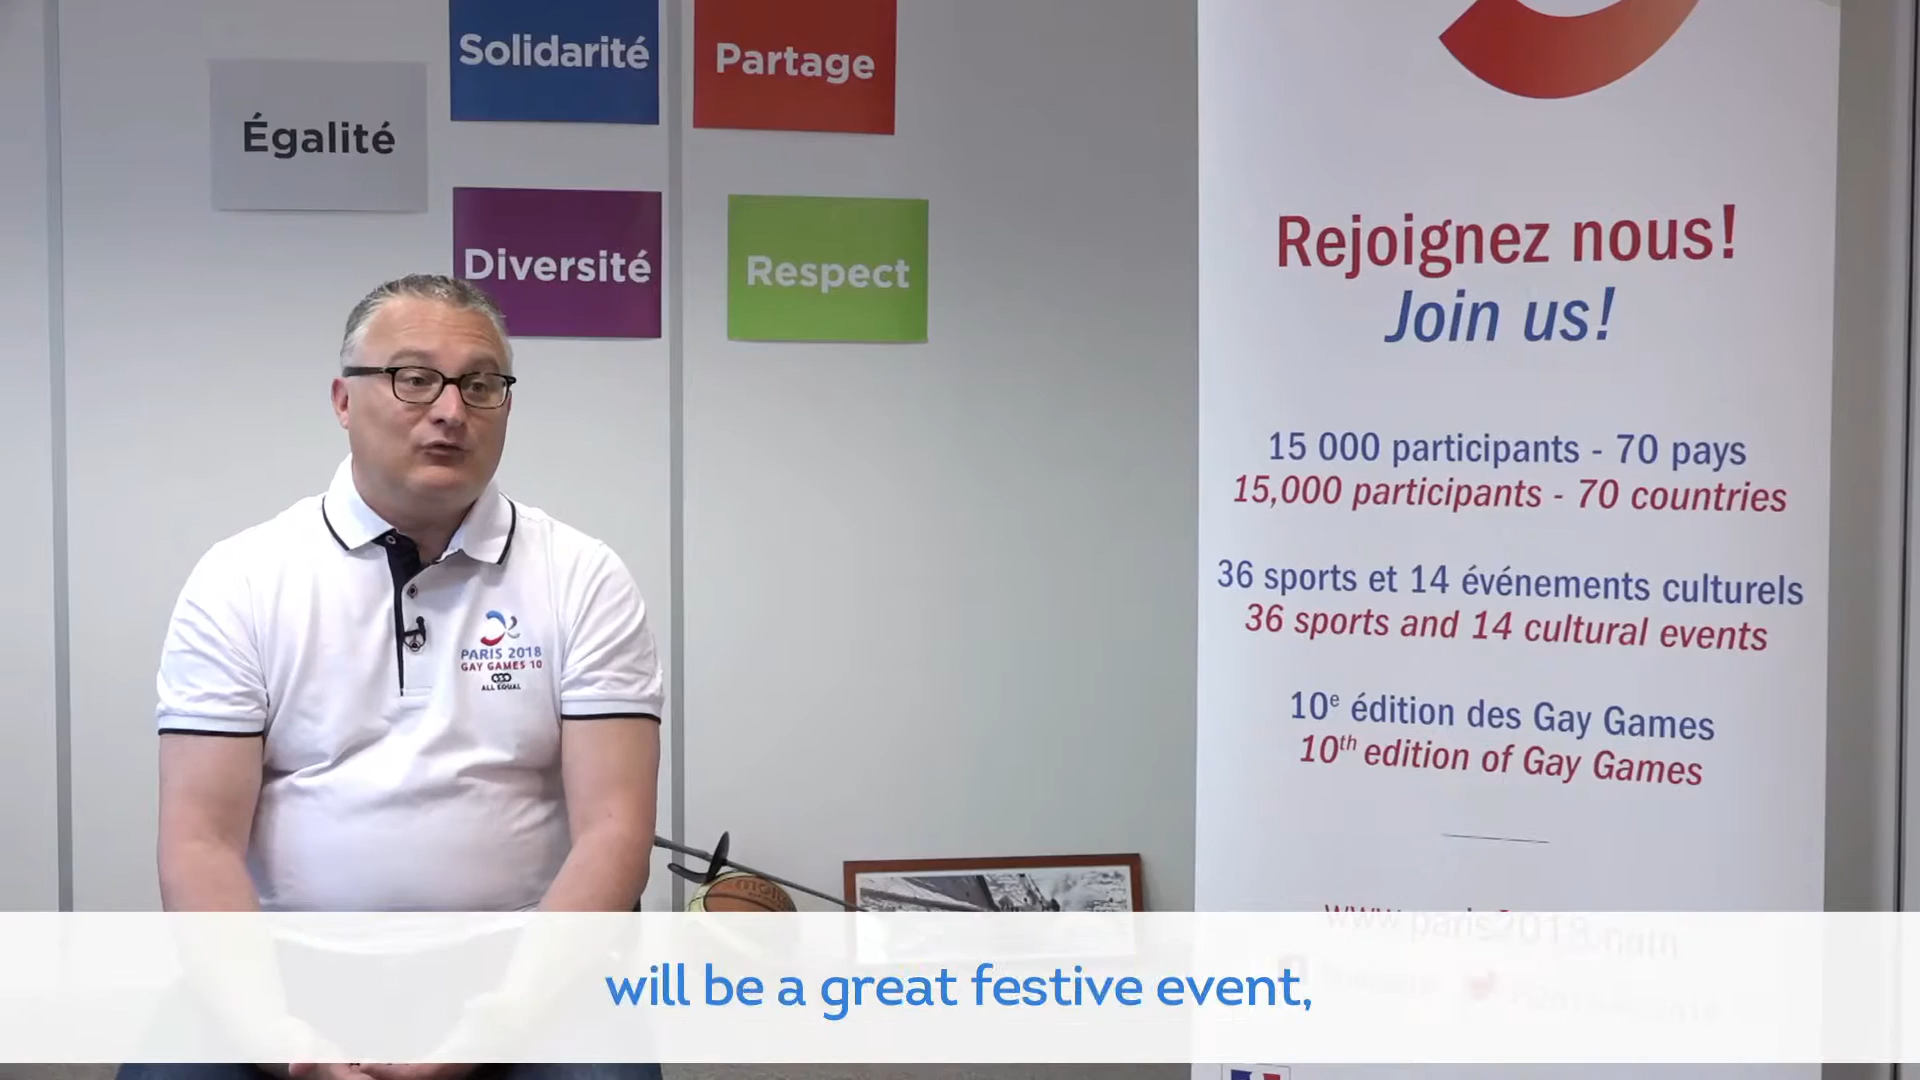 Solidarité
Partage
Égalité
Diversité
Respect
Rejoignez nous!
Join us!
15 000 participants - 70 pays
15,000 participants - 70 countries
36 sports et 14 événements culturels
36 sports and 14 cultural events
10e édition des Gay Games
10th edition of Gay Games
PARIS 2018
GAY GAMES 10
ALL EQUAL
molten
will be a great festive event,